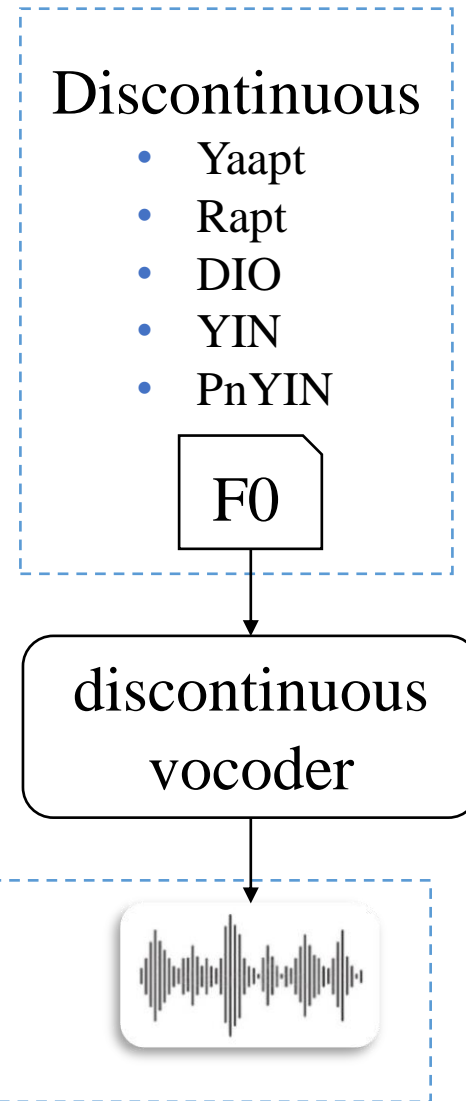 Discontinuous
• Yaapt
• Rapt
• DIO
• YIN
• PnYIN
F0
discontinuous
vocoder